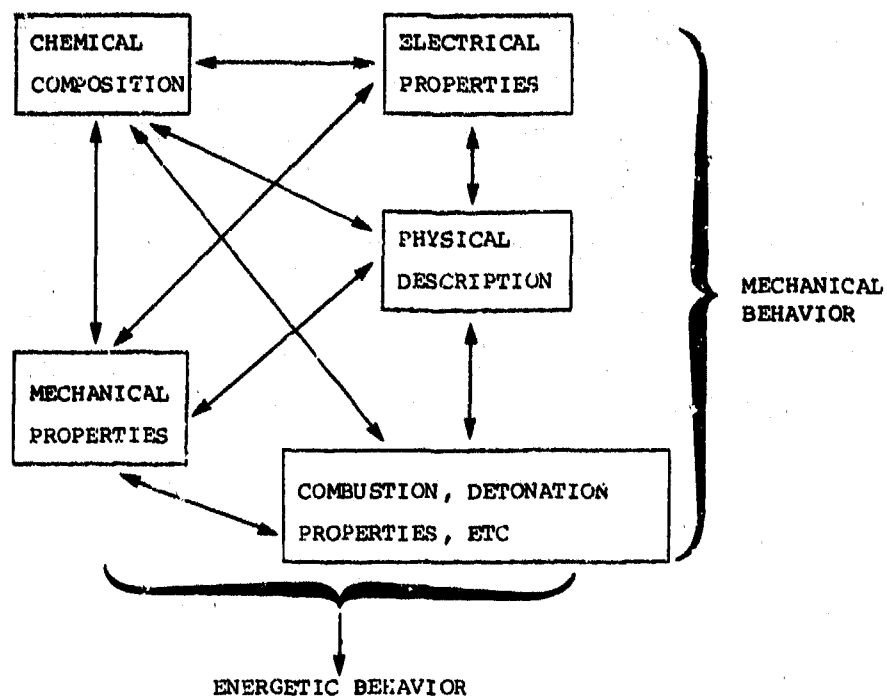 CHEMICAL
COMPOSITION
ELECTRICAL
PROPERTIES
PHYSICAL
DESCRIPTION
MECHANICAL
BEHAVIOR
MECHANICAL
PROPERTIES
COMBUSTION, DETONATION
PROPERTIES, ETC
ENERGETIC BEHAVIOR